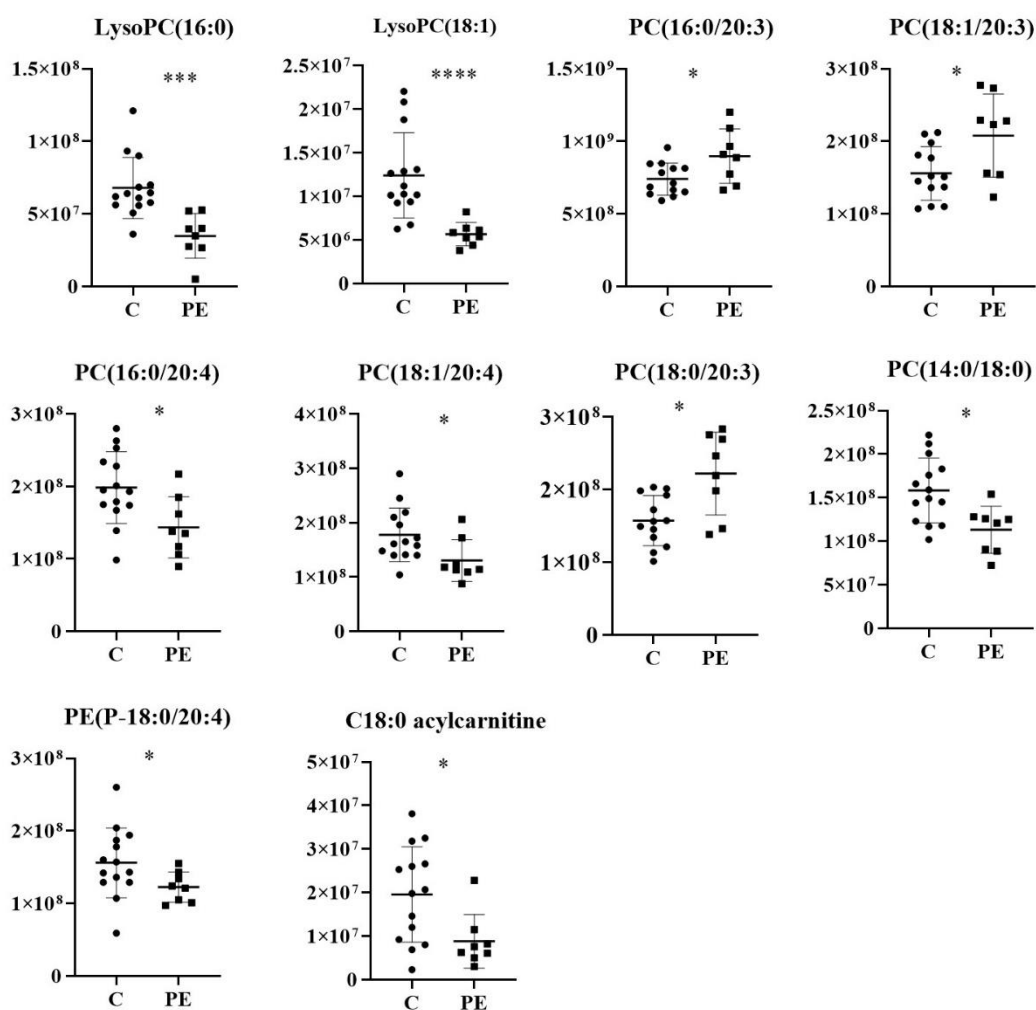 LysoPC(16:0)
***
1.5×10⁸
1×10⁸
5×10⁷
0
C PE
LysoPC(18:1)
****
2.5×10⁷
2×10⁷
1.5×10⁷
1×10⁷
5×10⁶
0
C PE
PC(16:0/20:3)
*
1.5×10⁹
1×10⁹
5×10⁸
0
C PE
PC(18:1/20:3)
*
3×10⁸
2×10⁸
1×10⁸
0
C PE
PC(16:0/20:4)
*
3×10⁸
2×10⁸
1×10⁸
0
C PE
PC(18:1/20:4)
*
4×10⁸
3×10⁸
2×10⁸
1×10⁸
0
C PE
PC(18:0/20:3)
*
3×10⁸
2×10⁸
1×10⁸
0
C PE
PC(14:0/18:0)
*
2.5×10⁸
2×10⁸
1.5×10⁸
1×10⁸
5×10⁷
0
C PE
PE(P-18:0/20:4)
*
3×10⁸
2×10⁸
1×10⁸
0
C PE
C18:0 acylcarnitine
*
5×10⁷
4×10⁷
3×10⁷
2×10⁷
1×10⁷
0
C PE